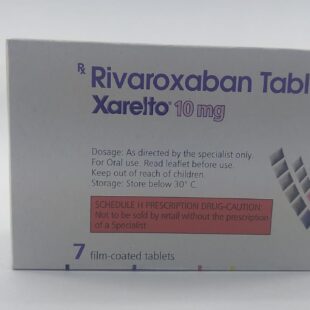 Rx Rivaroxaban Tabl
Xarelto® 10 mg
Dosage: As directed by the specialist only.
For Oral use. Read leaflet before use.
Keep out of reach of children.
Storage: Store below 30° C.
SCHEDULE H PRESCRIPTION DRUG-CAUTION:
Not to be sold by retail without the prescription
of a Specialist.
7 film-coated tablets